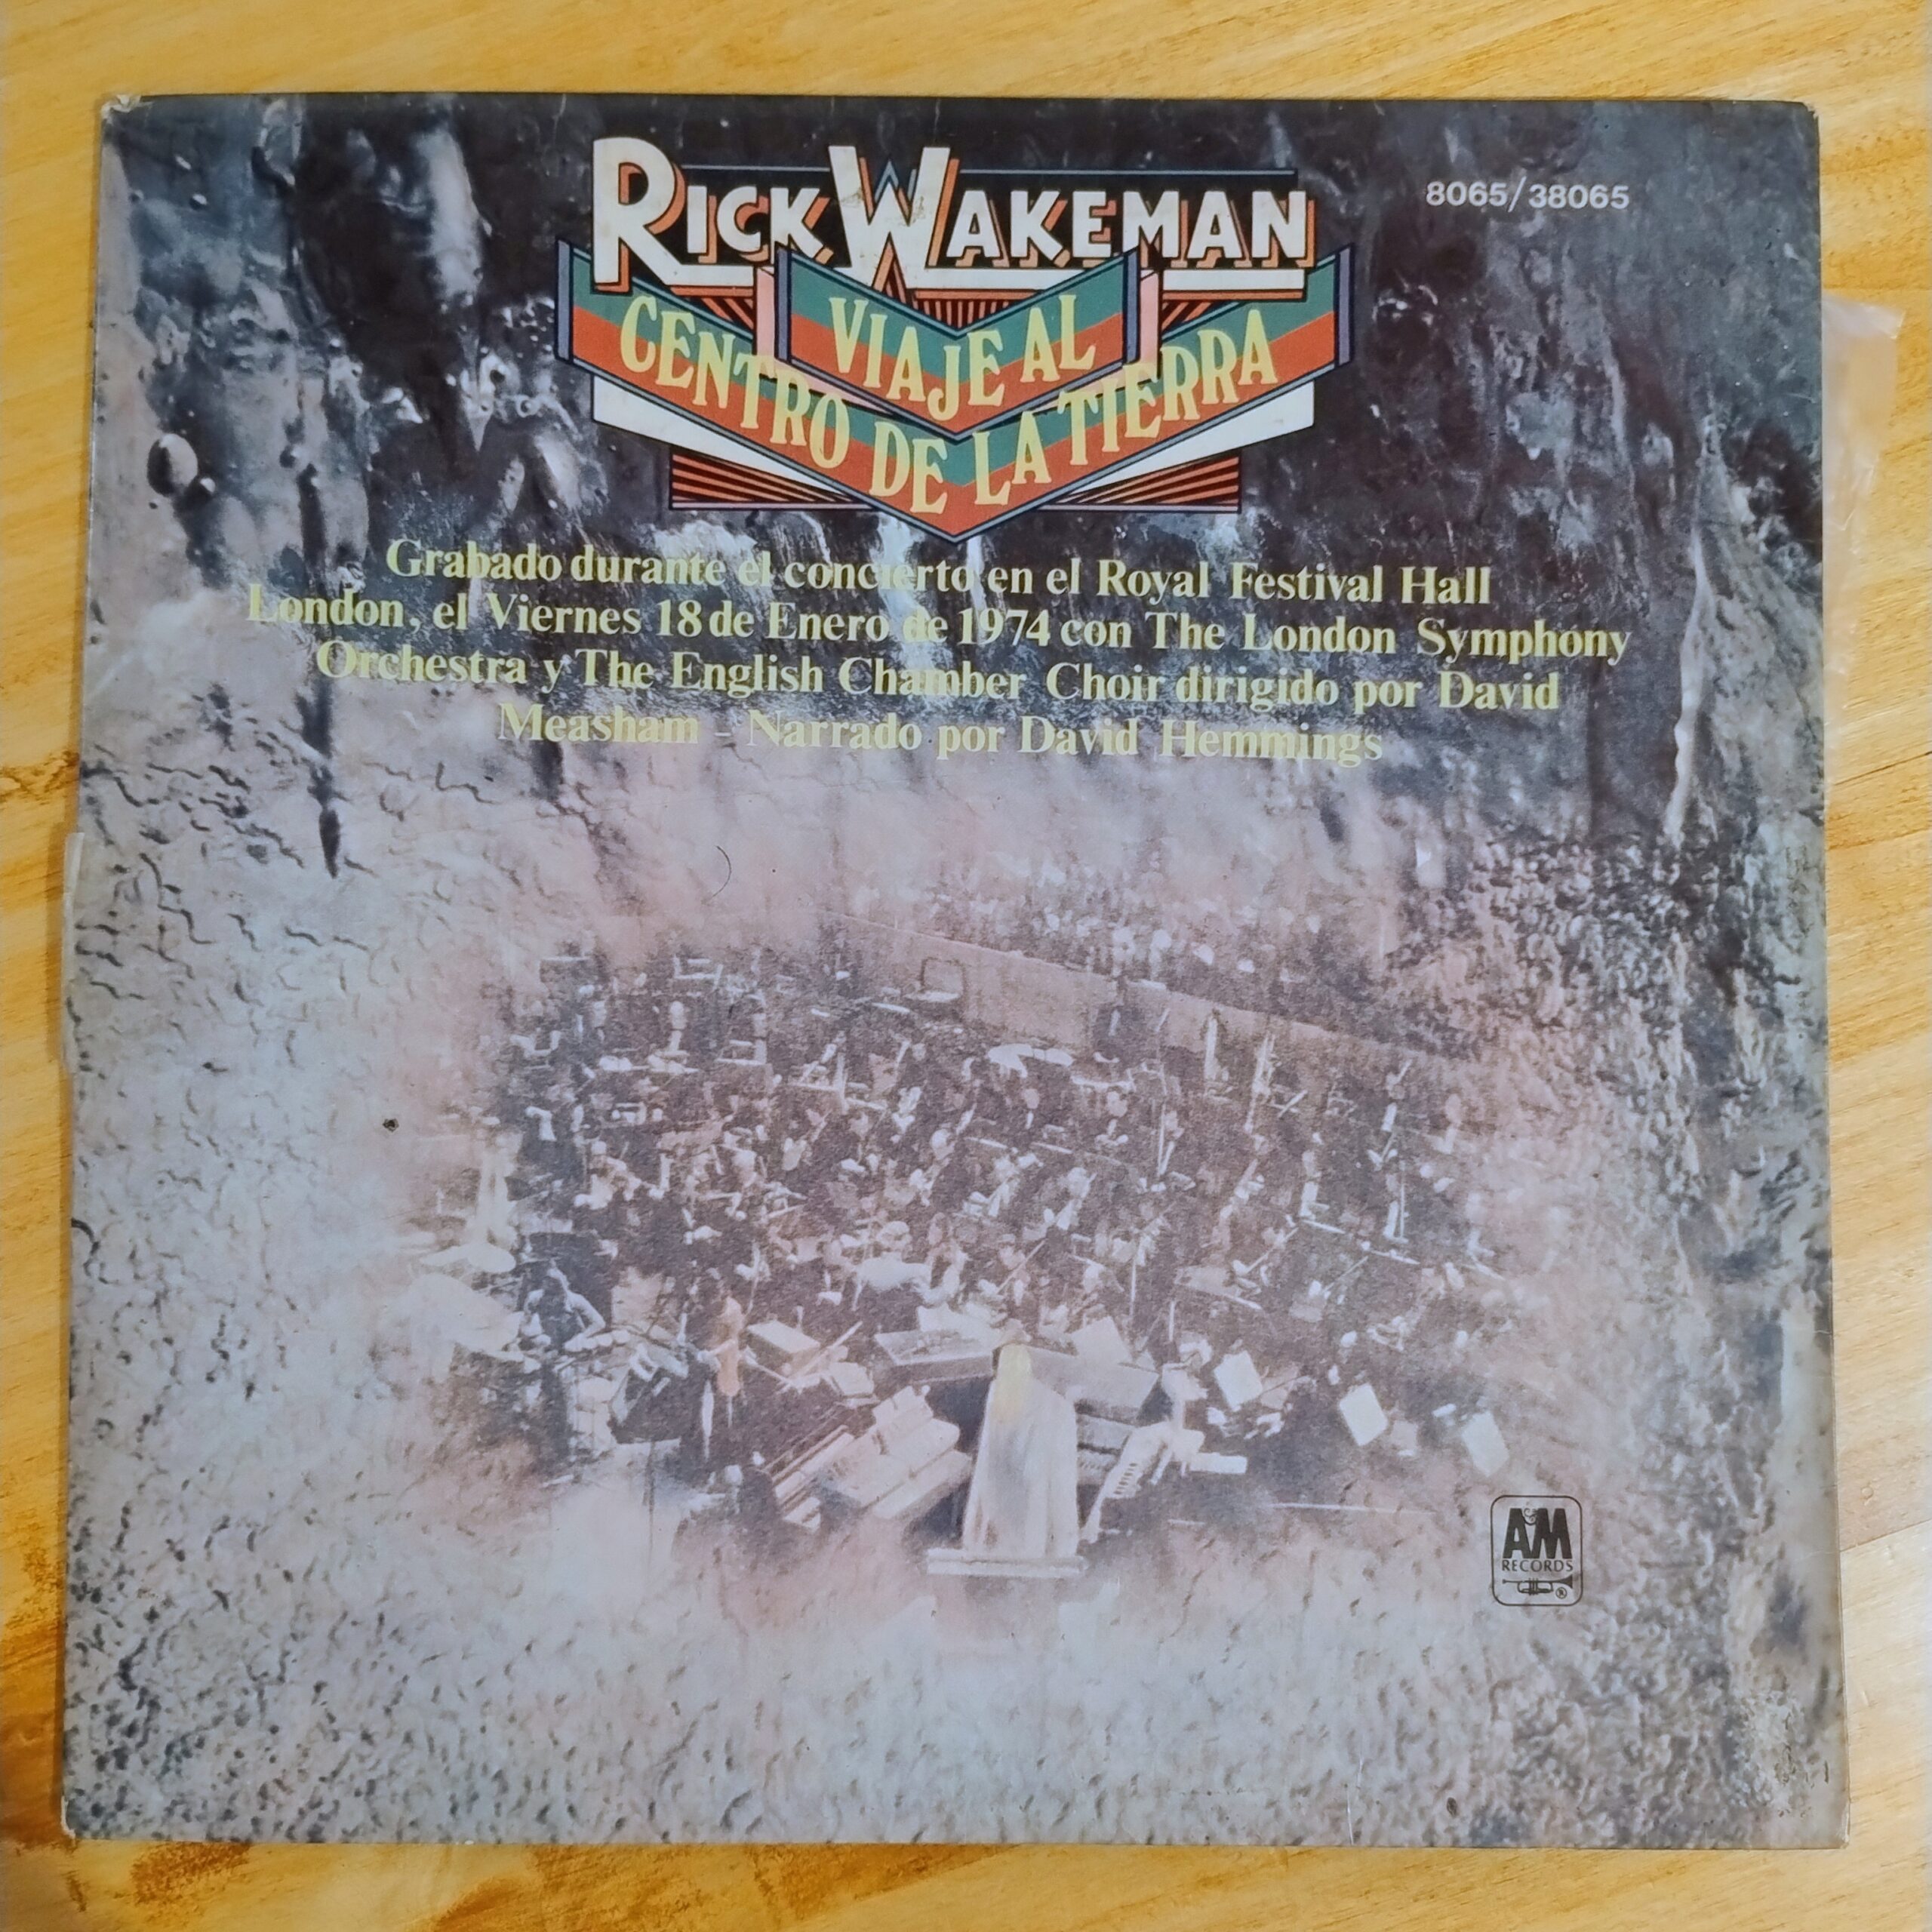 RICK WAKEMAN
8065/38065
VIAJE AL
CENTRO DE LA TIERRA
Grabado durante el concierto en el Royal Festival Hall
London, el Viernes 18 de Enero de 1974 con The London Symphony
Orchestra y The English Chamber Choir dirigido por David
Measham - Narrado por David Hemmings
A&M
RECORDS
®